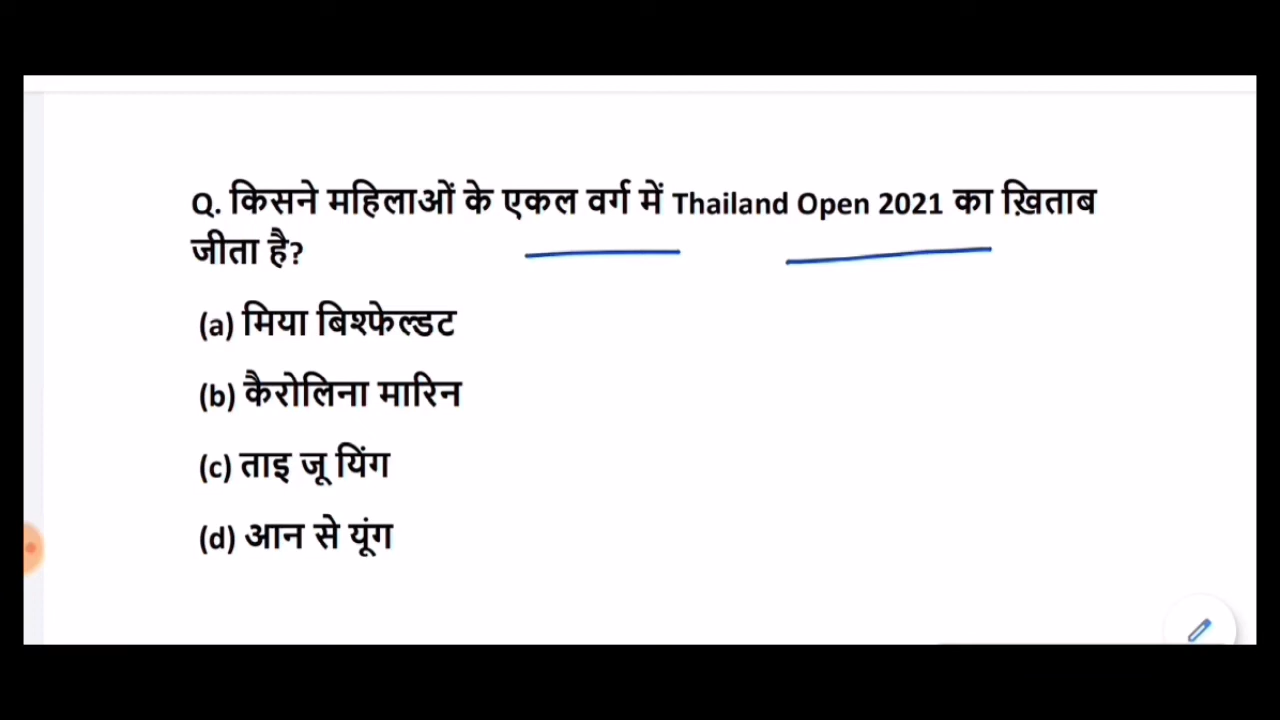 Q. किसने महिलाओं के एकल वर्ग में Thailand Open 2021 का ख़िताब
जीता है?
(a) मिया बिश्फेल्डट
(b) कैरोलिना मारिन
(c) ताइ जू यिंग
(d) आन से यूंग